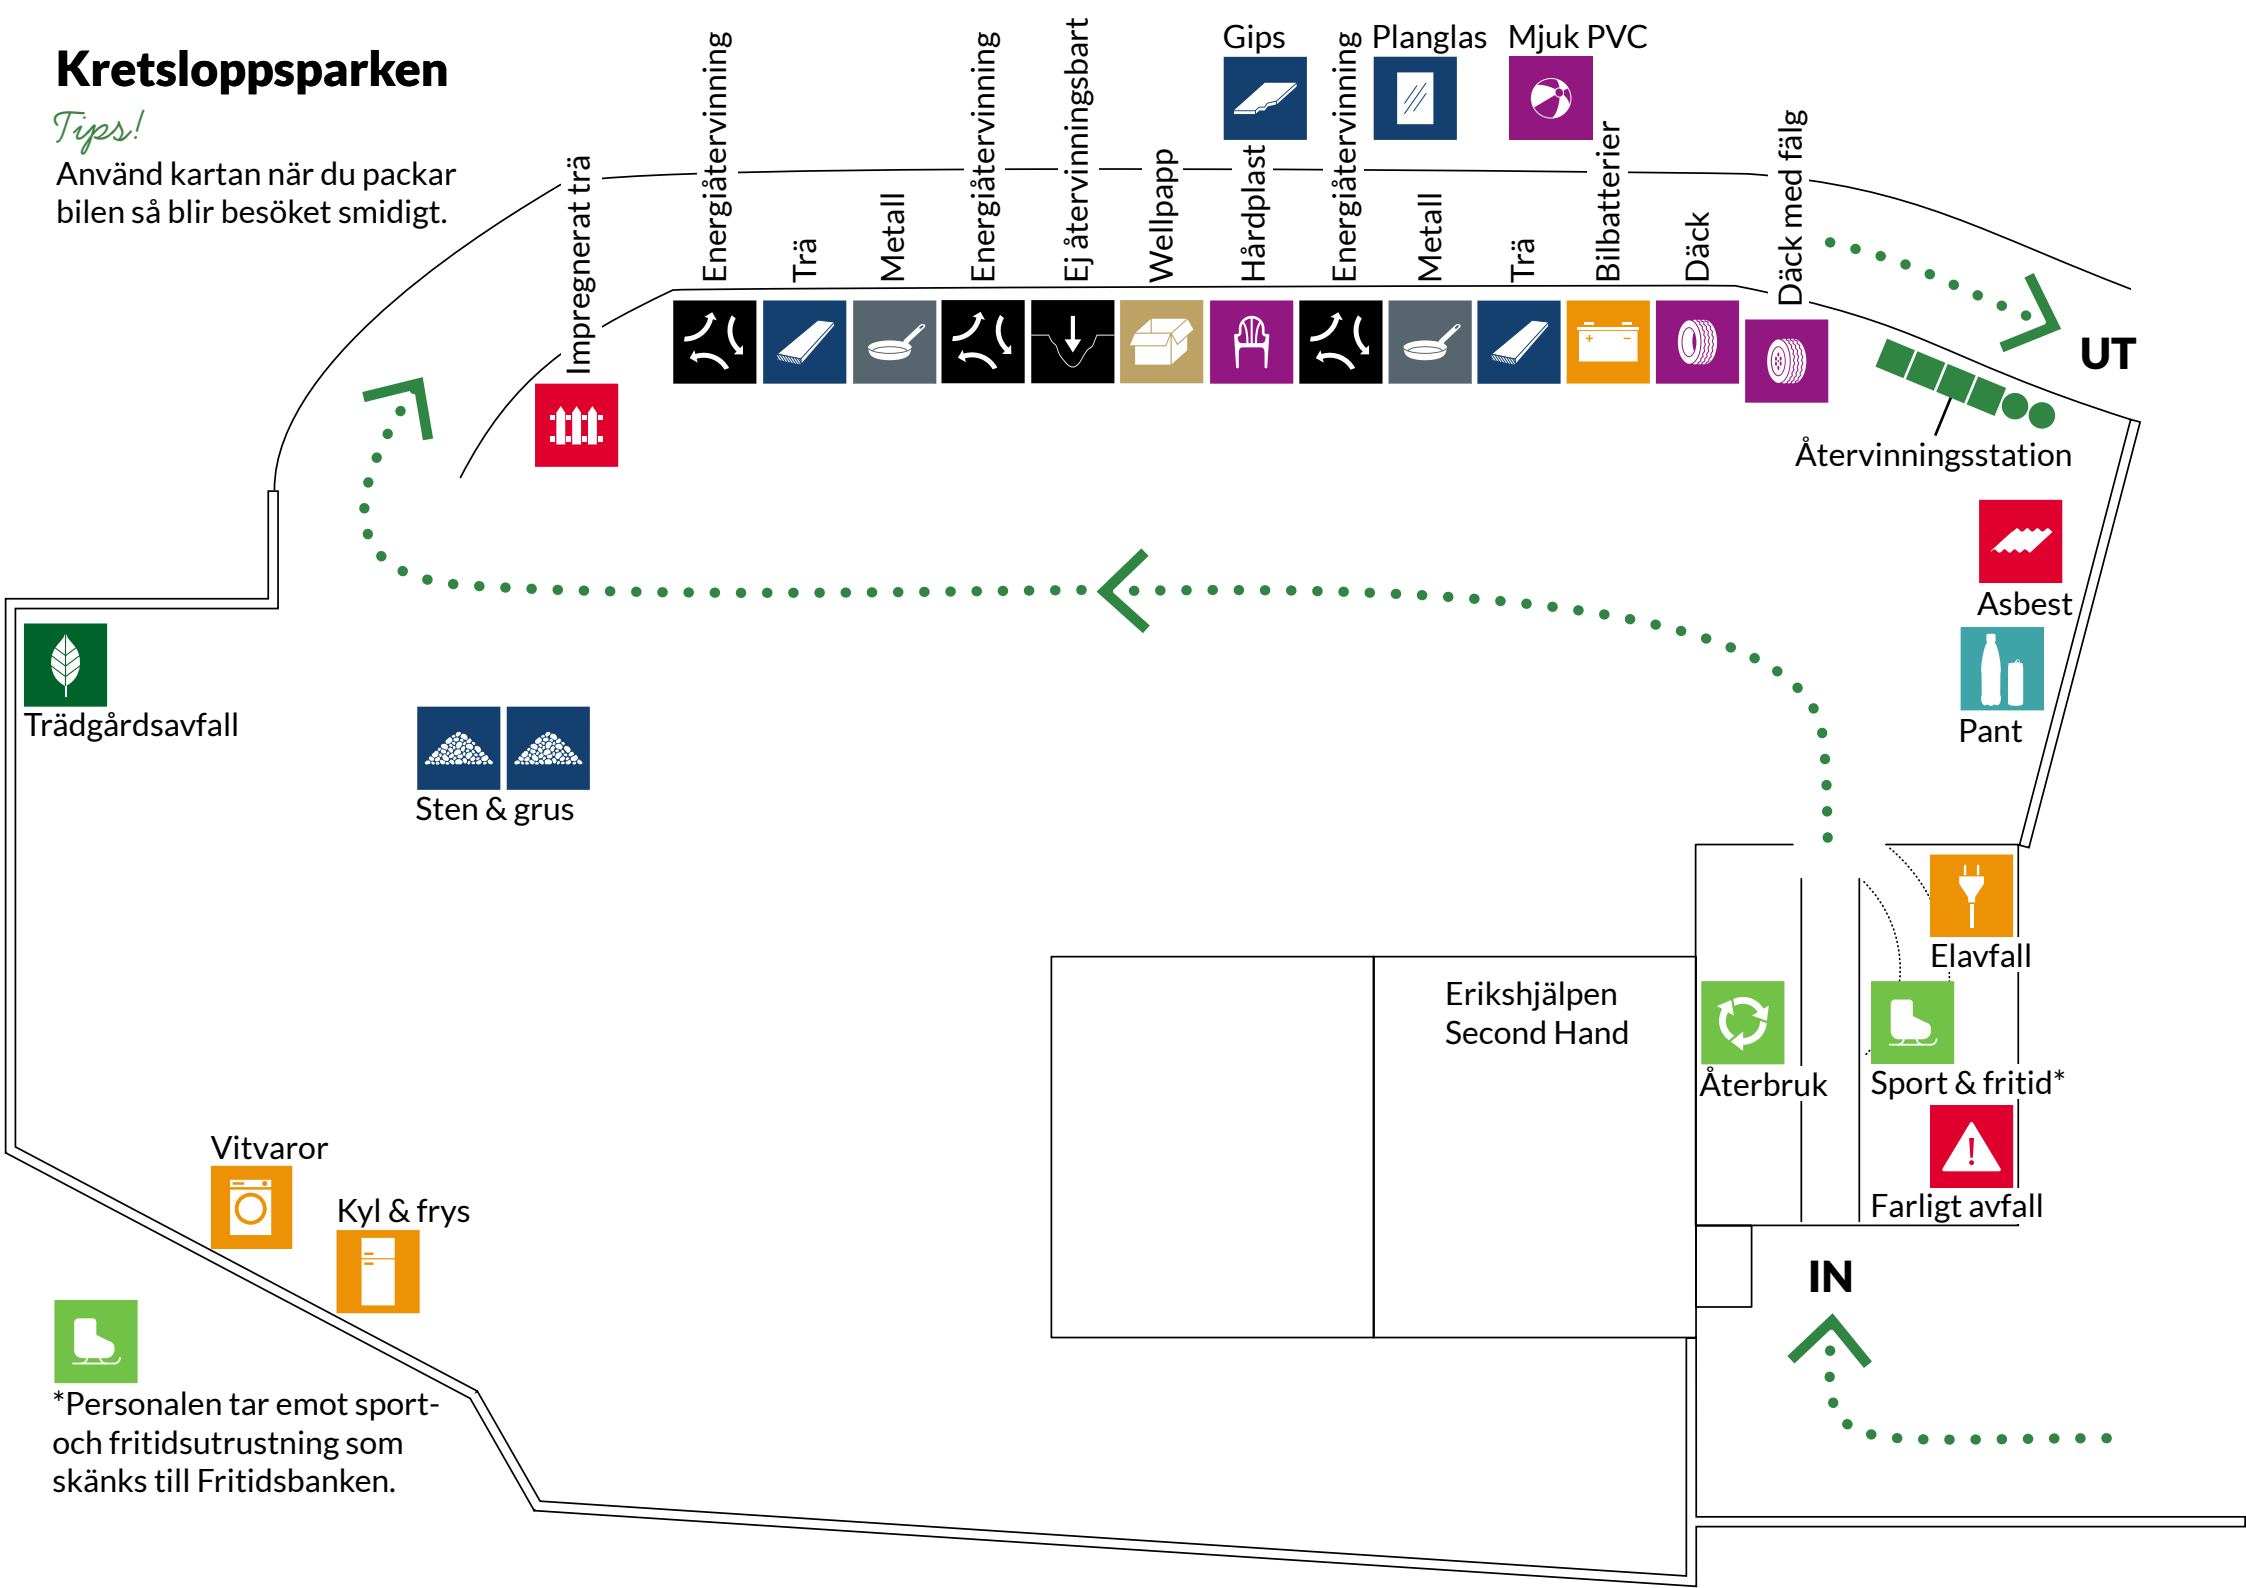 Kretsloppsparken
Tips!
Använd kartan när du packar
bilen så blir besöket smidigt.
Gips
Planglas
Mjuk PVC
Impregnerat trä
Energiåtervinning
Trä
Metall
Energiåtervinning
Ej återvinningsbart
Wellpapp
Hårdplast
Energiåtervinning
Metall
Trä
Bilbatterier
Däck
Däck med fälg
UT
Återvinningsstation
Asbest
Pant
Trädgårdsavfall
Sten & grus
Elavfall
Erikshjälpen
Second Hand
Återbruk
Sport & fritid*
Farligt avfall
Vitvaror
Kyl & frys
IN
*Personalen tar emot sport-
och fritidsutrustning som
skänks till Fritidsbanken.